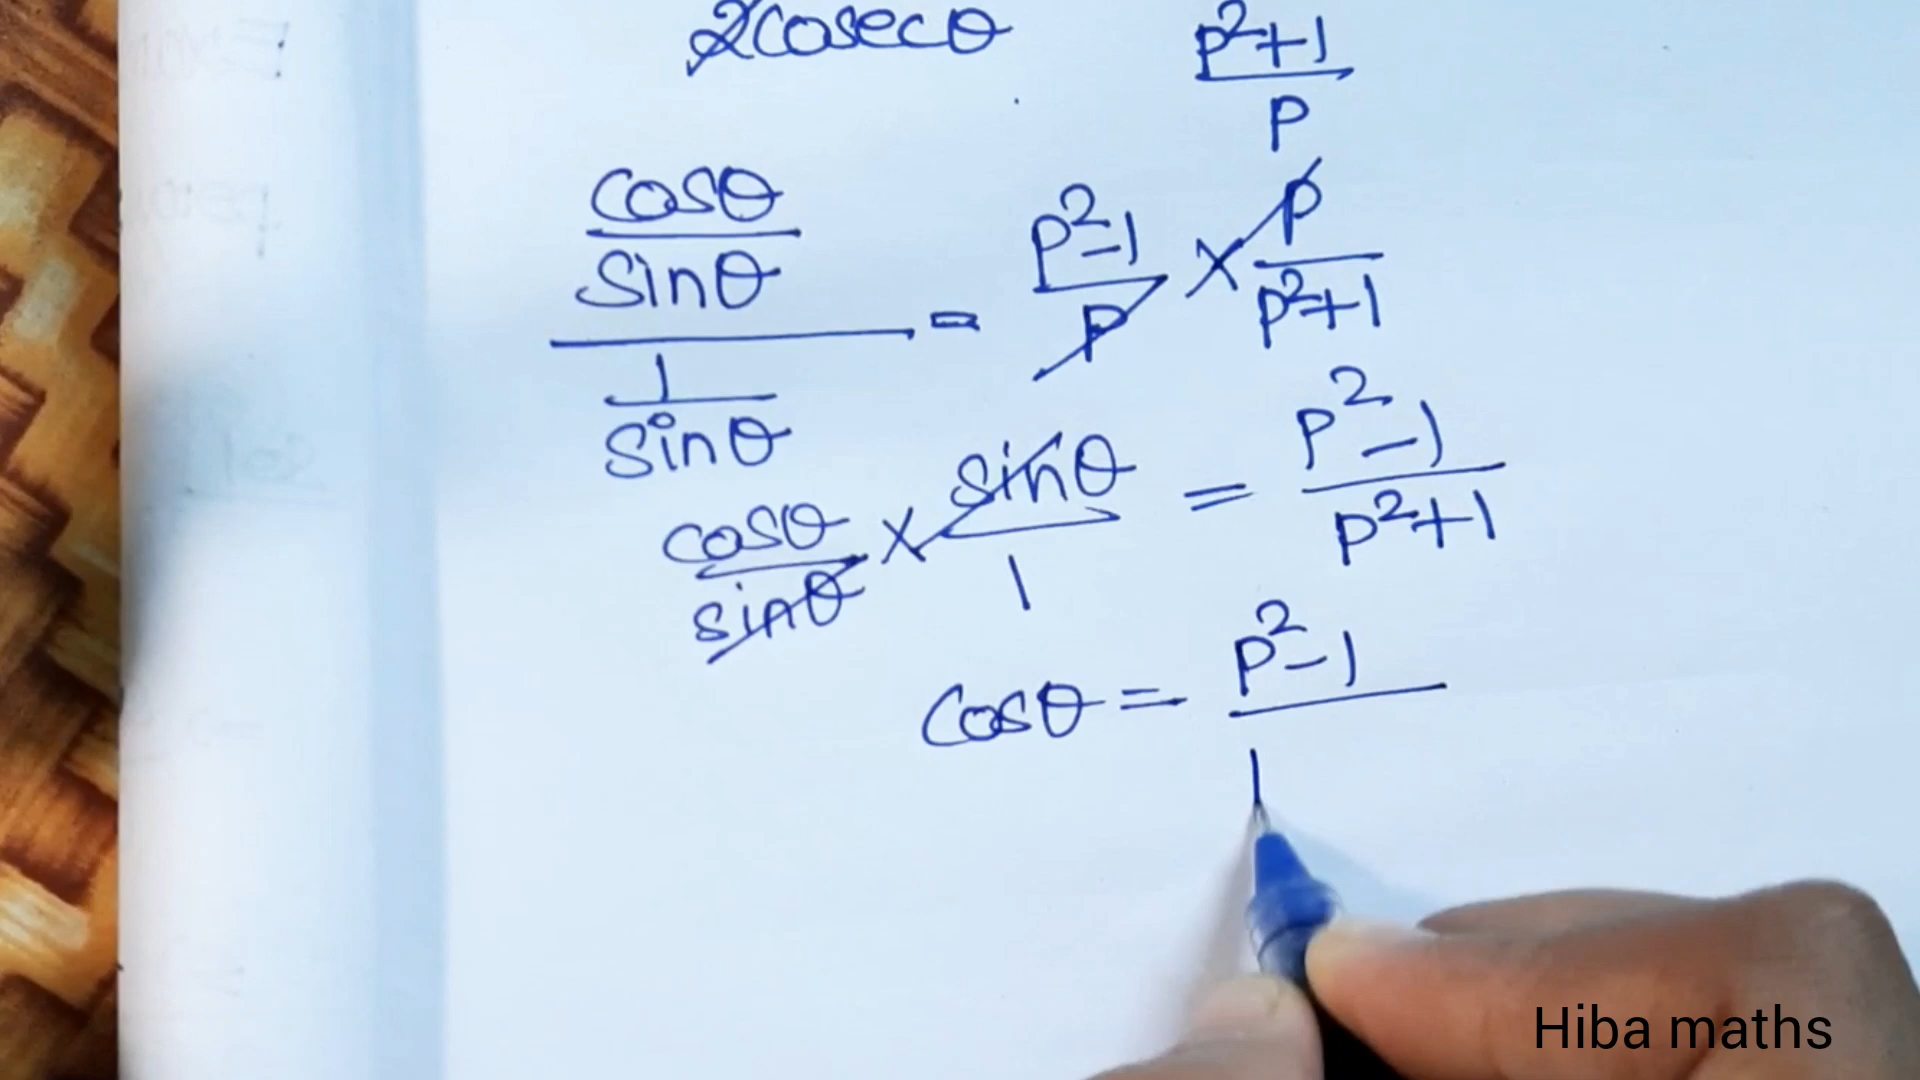 2cosecθ p²+1
p
cosθ
sinθ = p²-1 × p
p p²+1
1
sinθ
cosθ × sinθ = p²-1
sinθ 1 p²+1
cosθ = p²-1
Hiba maths